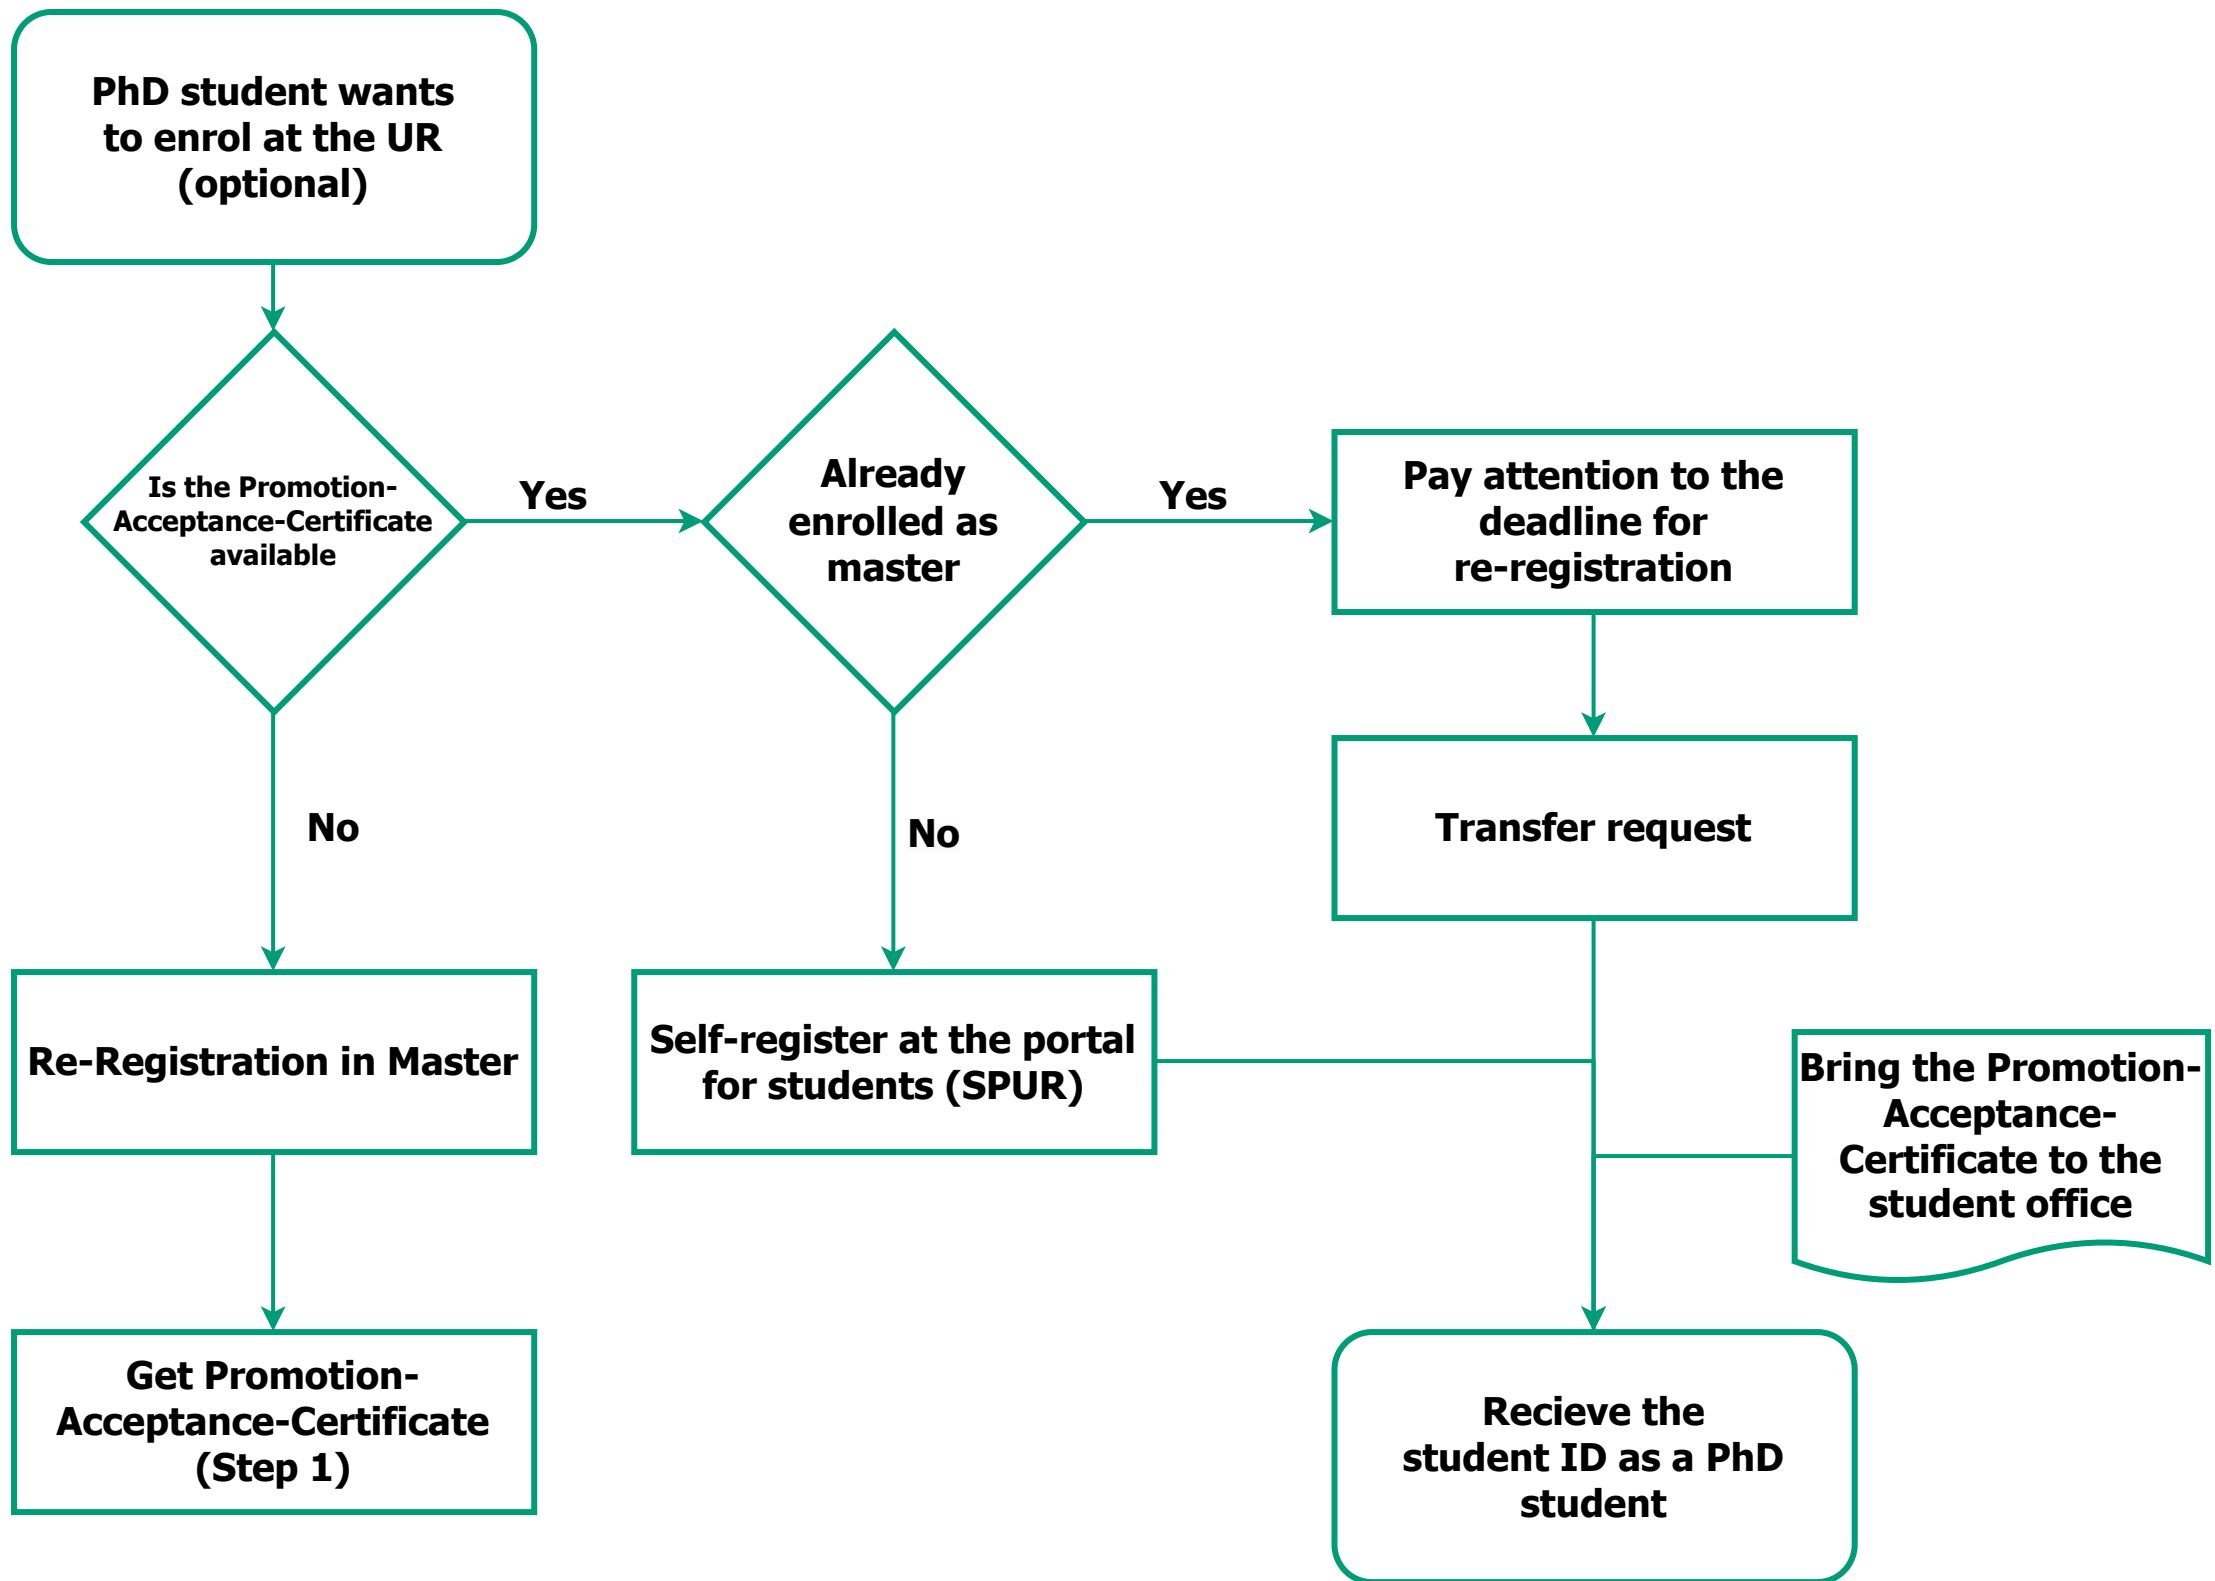 PhD student wants
to enrol at the UR
(optional)
Is the Promotion-
Acceptance-Certificate
available
Yes
Already
enrolled as
master
Yes
Pay attention to the
deadline for
re-registration
No
No
Transfer request
Re-Registration in Master
Self-register at the portal
for students (SPUR)
Bring the Promotion-
Acceptance-
Certificate to the
student office
Get Promotion-
Acceptance-Certificate
(Step 1)
Recieve the
student ID as a PhD
student